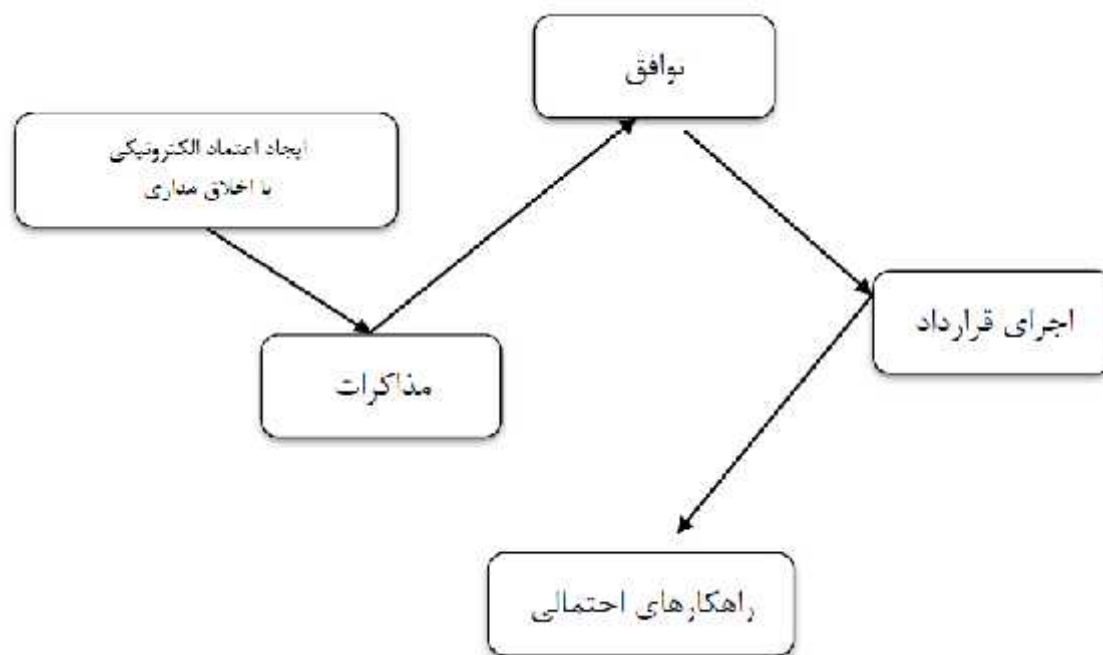 توافق
ایجاد اعتماد الکترونیکی
با اخلاق مداری
اجرای قرارداد
مذاکرات
راهکارهای احتمالی